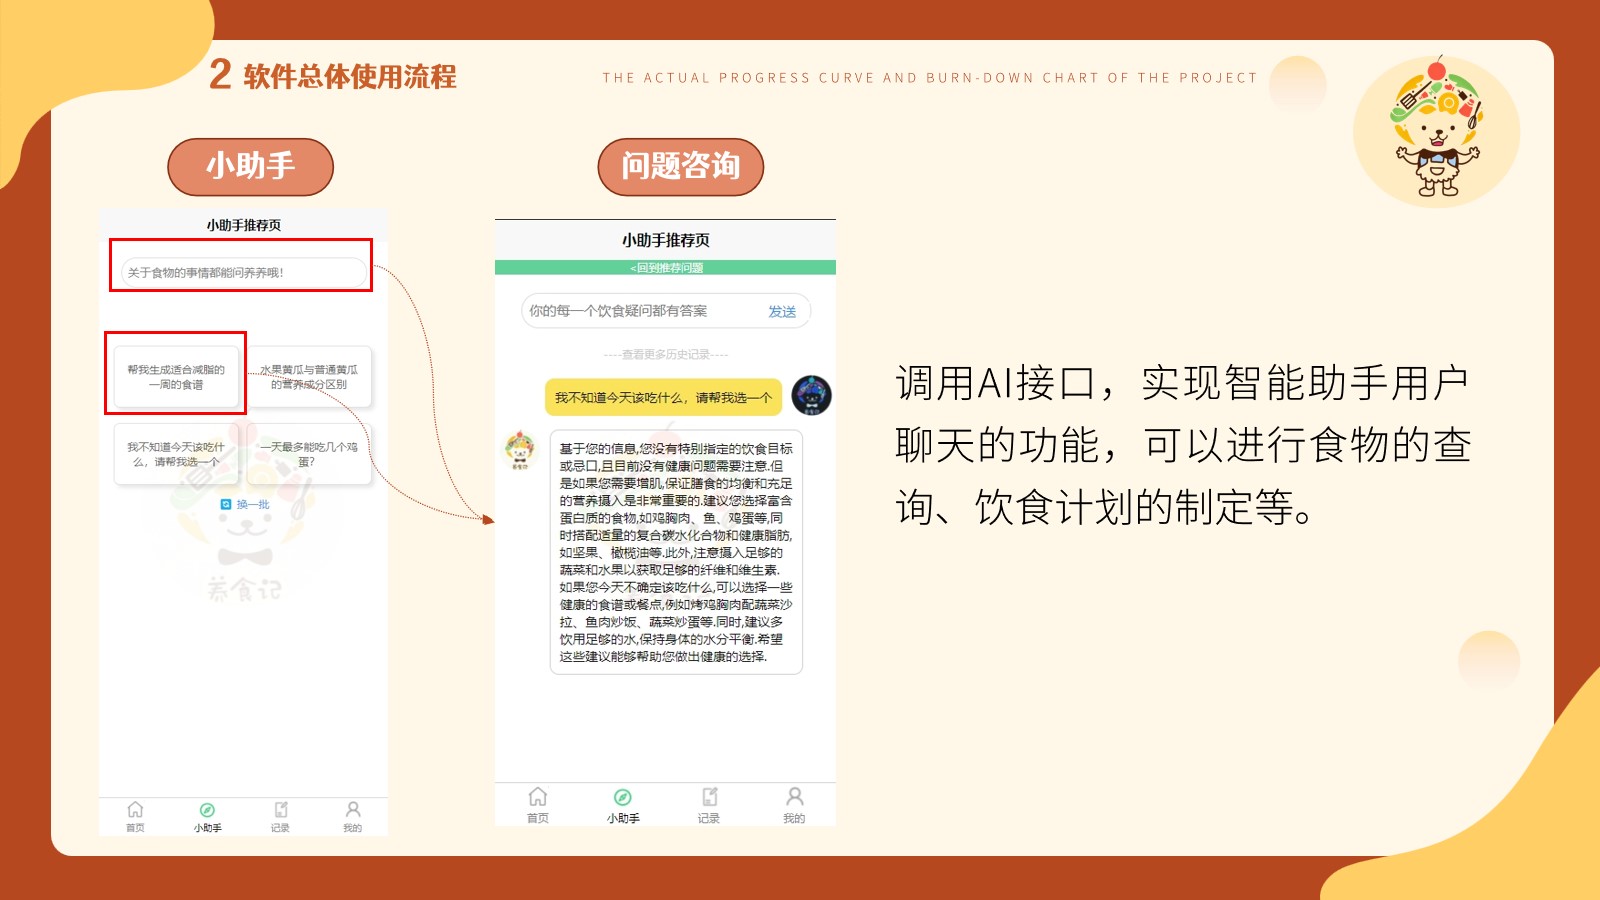 2 软件总体使用流程
THE ACTUAL PROGRESS CURVE AND BURN-DOWN CHART OF THE PROJECT
小助手
小助手推荐页
关于食物的事情都能问养养哦!
帮我生成适合减脂的
一周的食谱
水果黄瓜与普通黄瓜
的营养成分区别
我不知道今天该吃什
么，请帮我选一个
一天最多能吃几个鸡
蛋?
换一批
养食记
首页
小助手
记录
我的
问题咨询
小助手推荐页
<回到推荐问题
你的每一个饮食疑问都有答案
发送
----查看更多历史记录----
我不知道今天该吃什么，请帮我选一个
养食记
养食记
基于您的信息,您没有特别指定的饮食目标
或忌口,且目前没有健康问题需要注意.但
是如果您需要增肌,保证膳食的均衡和充足
的营养摄入是非常重要的.建议您选择富含
蛋白质的食物,如鸡胸肉、鱼、鸡蛋等,同
时搭配适量的复合碳水化合物和健康脂肪,
如坚果、橄榄油等.此外,注意摄入足够的
蔬菜和水果以获取足够的纤维和维生素.
如果您今天不确定该吃什么,可以选择一些
健康的食谱或餐点,例如烤鸡胸肉配蔬菜沙
拉、鱼肉炒饭、蔬菜炒蛋等.同时,建议多
饮用足够的水,保持身体的水分平衡.希望
这些建议能够帮助您做出健康的选择.
首页
小助手
记录
我的
调用AI接口，实现智能助手用户
聊天的功能，可以进行食物的查
询、饮食计划的制定等。